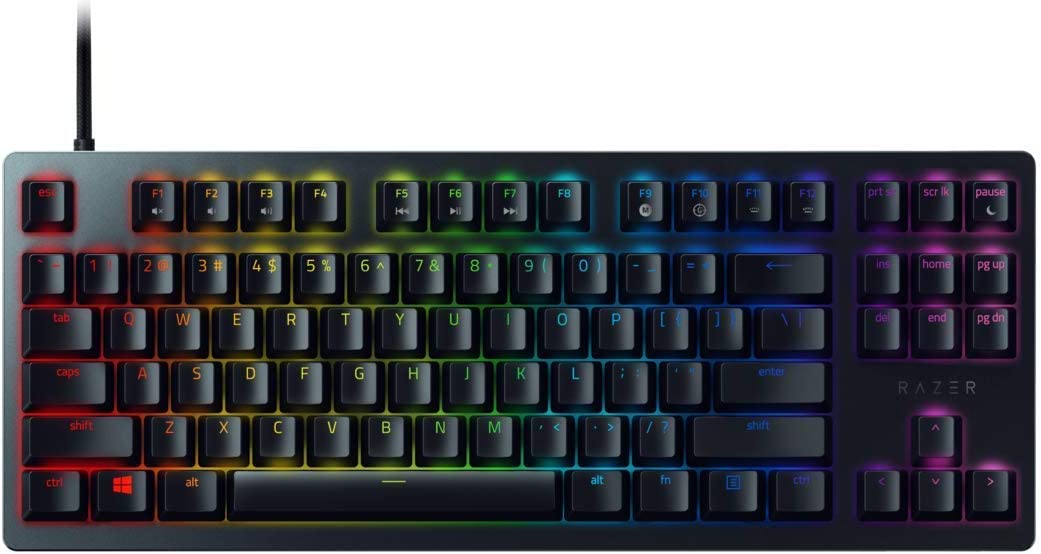 esc F1 F2 F3 F4 F5 F6 F7 F8 F9 F10 F11 F12 prt sc scr lk pause
M G
` ~ 1 ! 2 @ 3 # 4 $ 5 % 6 ^ 7 & 8 * 9 ( 0 ) - _ = + ← ins home pg up
tab Q W E R T Y U I O P [ { ] } \ | del end pg dn
caps A S D F G H J K L ; : ' " enter
RAZER
shift Z X C V B N M , < . > / ? shift ^
ctrl alt alt fn ctrl < v >